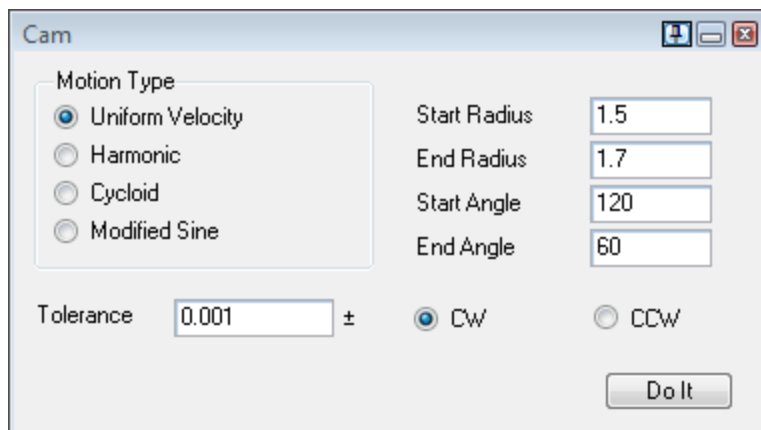 Cam
Motion Type
Uniform Velocity
Harmonic
Cycloid
Modified Sine
Start Radius 1.5
End Radius 1.7
Start Angle 120
End Angle 60
Tolerance 0.001 ±
CW CCW
Do It